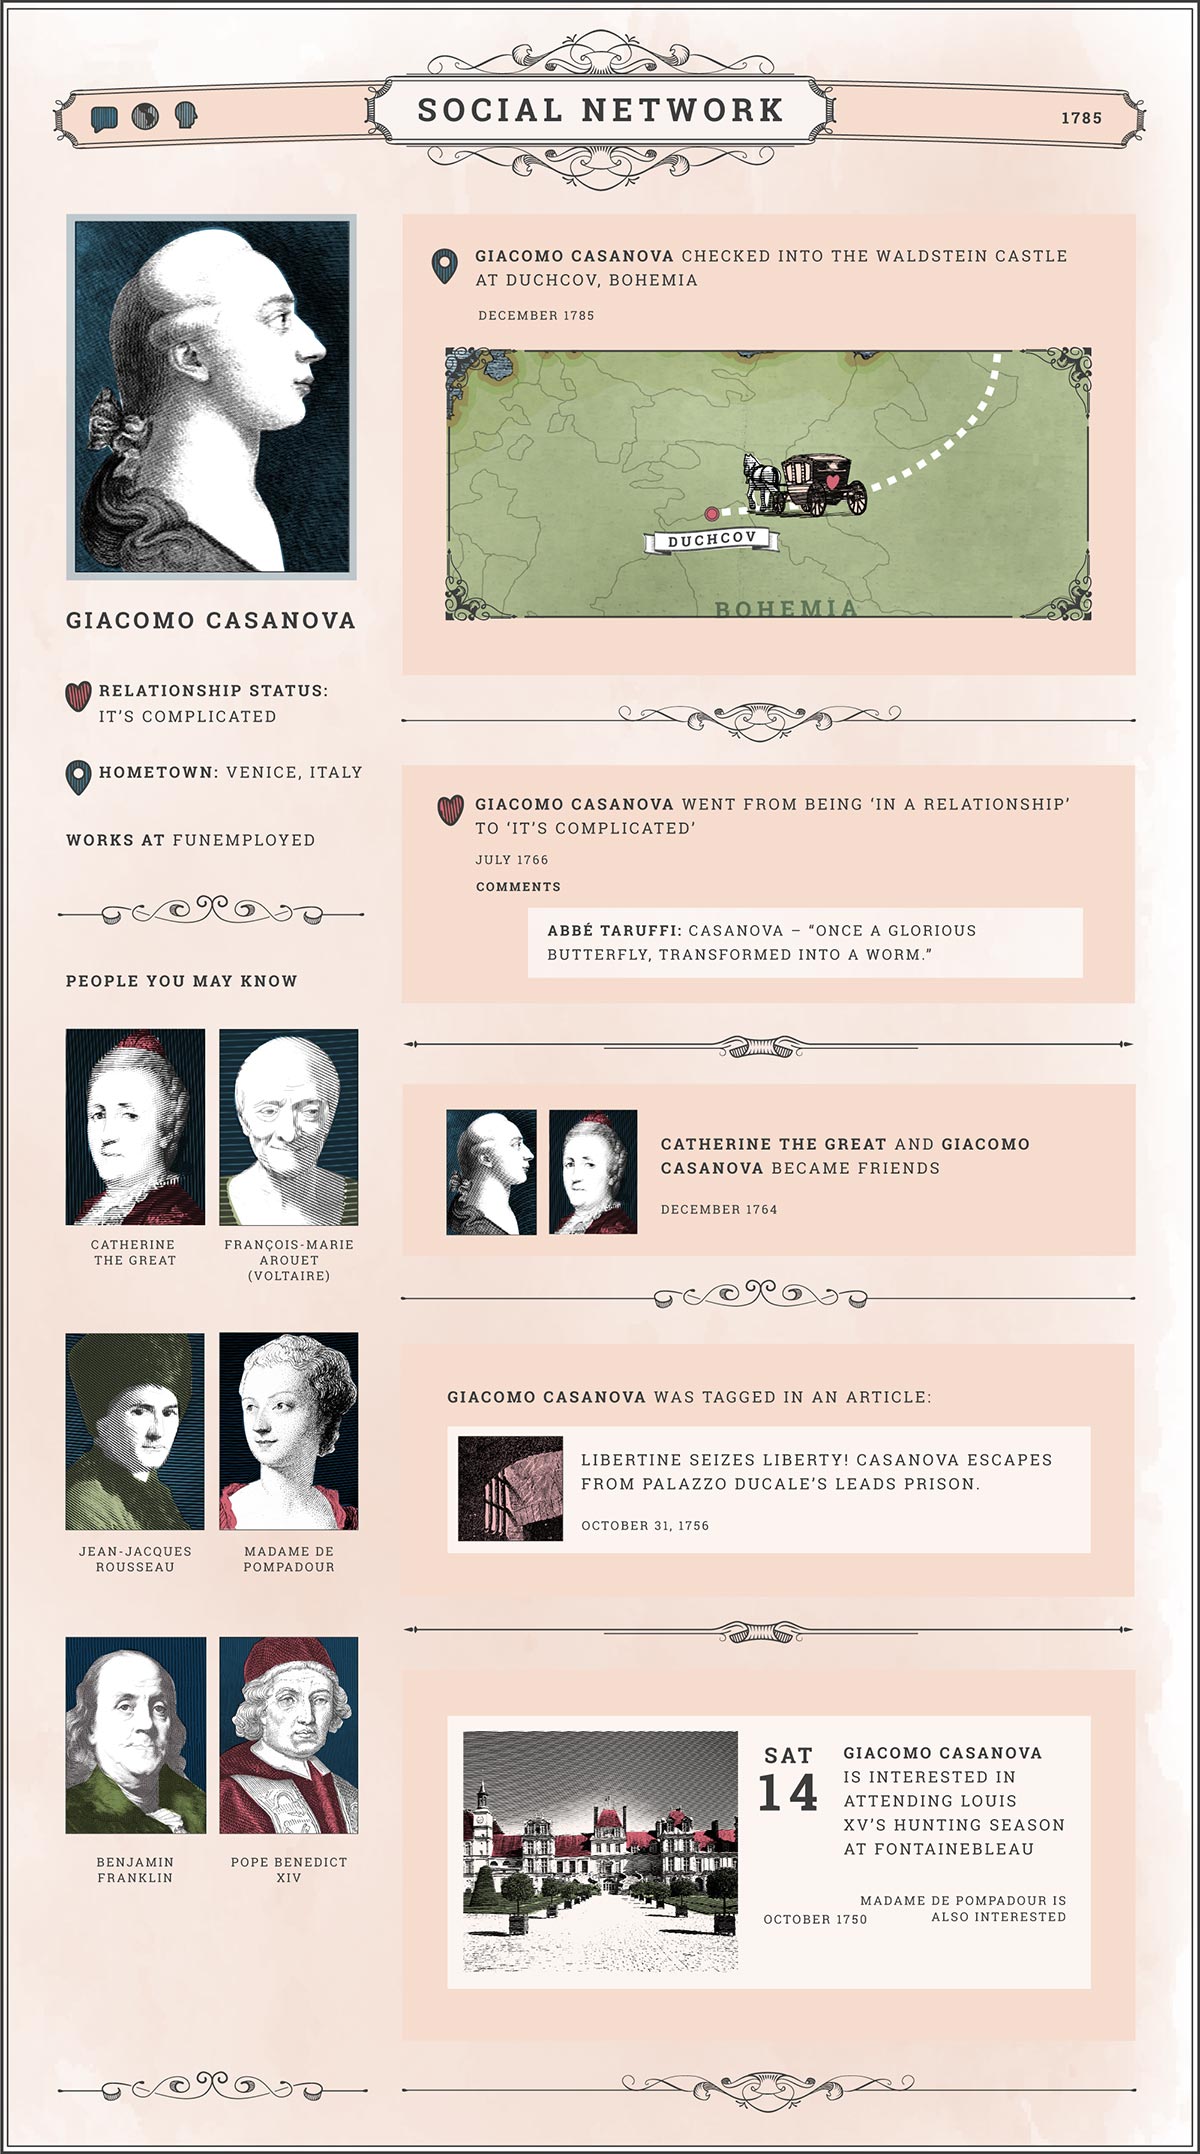 SOCIAL NETWORK
1785
GIACOMO CASANOVA
RELATIONSHIP STATUS:
IT'S COMPLICATED
HOMETOWN: VENICE, ITALY
WORKS AT FUNEMPLOYED
PEOPLE YOU MAY KNOW
CATHERINE
THE GREAT
FRANÇOIS-MARIE
AROUET
(VOLTAIRE)
JEAN-JACQUES
ROUSSEAU
MADAME DE
POMPADOUR
BENJAMIN
FRANKLIN
POPE BENEDICT
XIV
GIACOMO CASANOVA CHECKED INTO THE WALDSTEIN CASTLE
AT DUCHCOV, BOHEMIA
DECEMBER 1785
DUCHCOV
BOHEMIA
GIACOMO CASANOVA WENT FROM BEING ‘IN A RELATIONSHIP’
TO ‘IT’S COMPLICATED’
JULY 1766
COMMENTS
ABBÉ TARUFFI: CASANOVA – “ONCE A GLORIOUS
BUTTERFLY, TRANSFORMED INTO A WORM.”
CATHERINE THE GREAT AND GIACOMO
CASANOVA BECAME FRIENDS
DECEMBER 1764
GIACOMO CASANOVA WAS TAGGED IN AN ARTICLE:
LIBERTINE SEIZES LIBERTY! CASANOVA ESCAPES
FROM PALAZZO DUCALE’S LEADS PRISON.
OCTOBER 31, 1756
SAT
14
GIACOMO CASANOVA
IS INTERESTED IN
ATTENDING LOUIS
XV’S HUNTING SEASON
AT FONTAINEBLEAU
OCTOBER 1750
MADAME DE POMPADOUR IS
ALSO INTERESTED